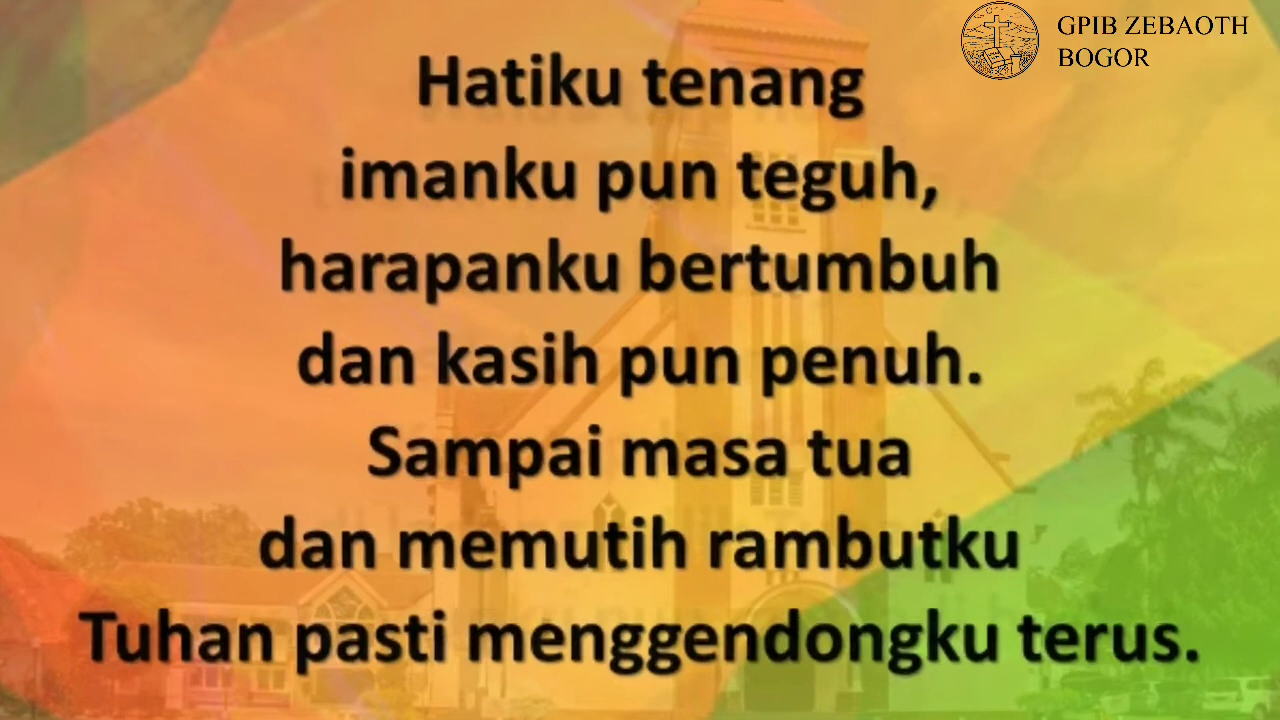 GPIB ZEBAOTH
BOGOR
Hatiku tenang
imanku pun teguh,
harapanku bertumbuh
dan kasih pun penuh.
Sampai masa tua
dan memutih rambutku
Tuhan pasti menggendongku terus.